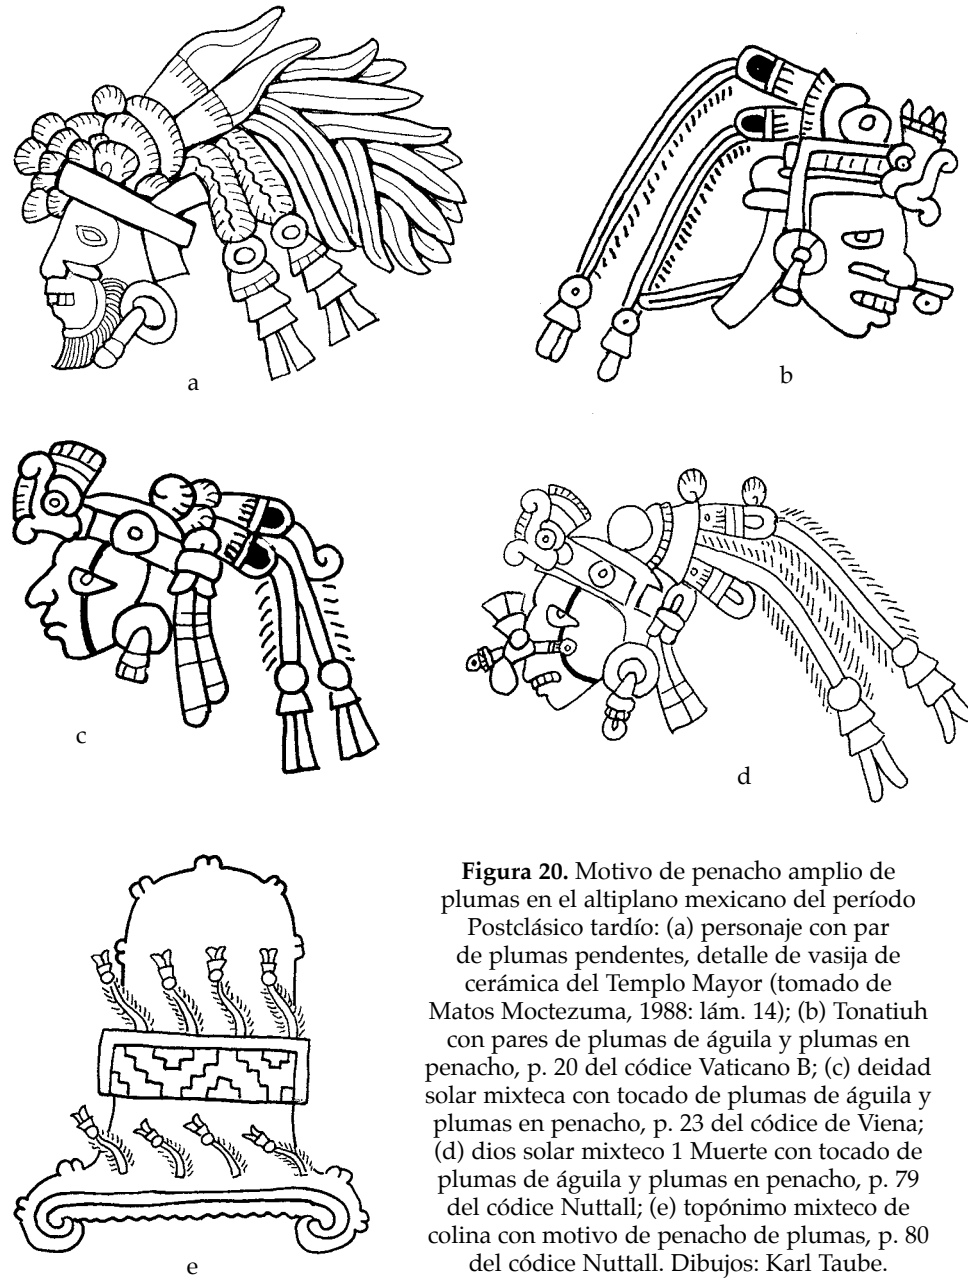 a
b
c
d
e
Figura 20. Motivo de penacho amplio de
plumas en el altiplano mexicano del período
Postclásico tardío: (a) personaje con par
de plumas pendentes, detalle de vasija de
cerámica del Templo Mayor (tomado de
Matos Moctezuma, 1988: lám. 14); (b) Tonatiuh
con pares de plumas de águila y plumas en
penacho, p. 20 del códice Vaticano B; (c) deidad
solar mixteca con tocado de plumas de águila y
plumas en penacho, p. 23 del códice de Viena;
(d) dios solar mixteco 1 Muerte con tocado de
plumas de águila y plumas en penacho, p. 79
del códice Nuttall; (e) topónimo mixteco de
colina con motivo de penacho de plumas, p. 80
del códice Nuttall. Dibujos: Karl Taube.